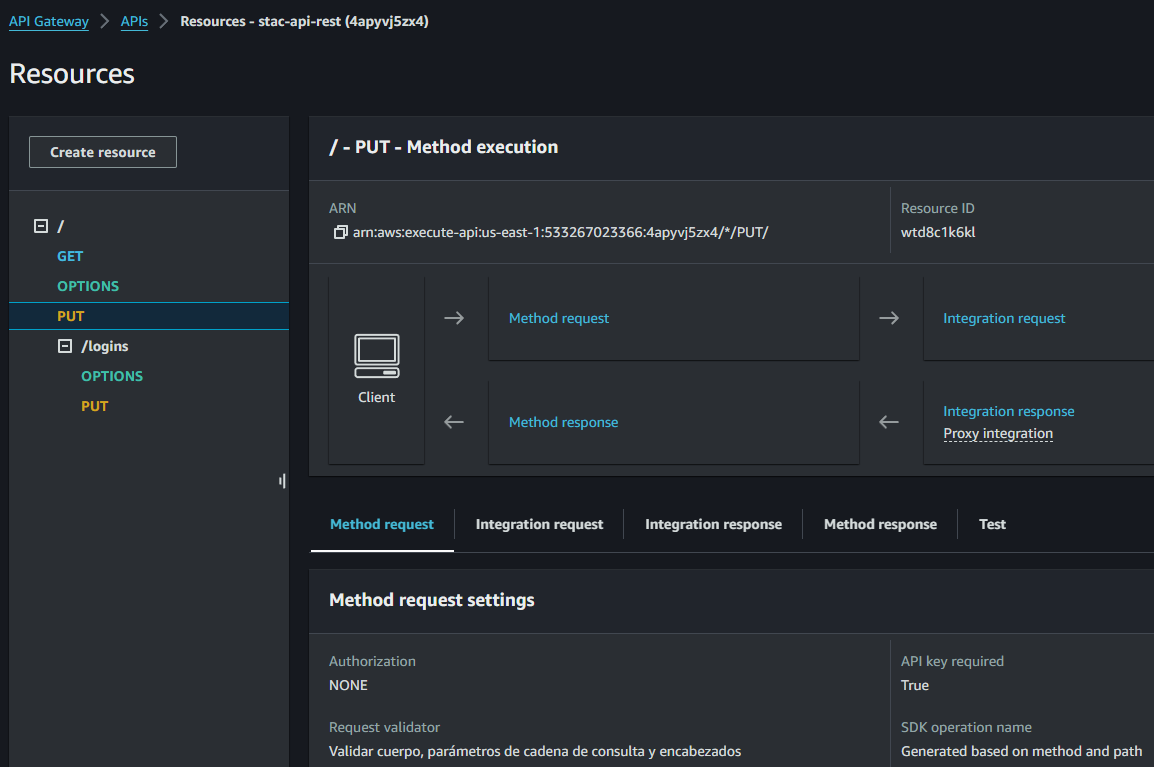 API Gateway > APIs > Resources - stac-api-rest (4apyvj5zx4)
Resources
Create resource
/
GET
OPTIONS
PUT
/logins
OPTIONS
PUT
/ - PUT - Method execution
ARN
arn:aws:execute-api:us-east-1:533267023366:4apyvj5zx4/*/PUT/
Resource ID
wtd8c1k6kl
Client
Method request
Integration request
Method response
Integration response
Proxy integration
Method request
Integration request
Integration response
Method response
Test
Method request settings
Authorization
NONE
API key required
True
Request validator
Validar cuerpo, parámetros de cadena de consulta y encabezados
SDK operation name
Generated based on method and path